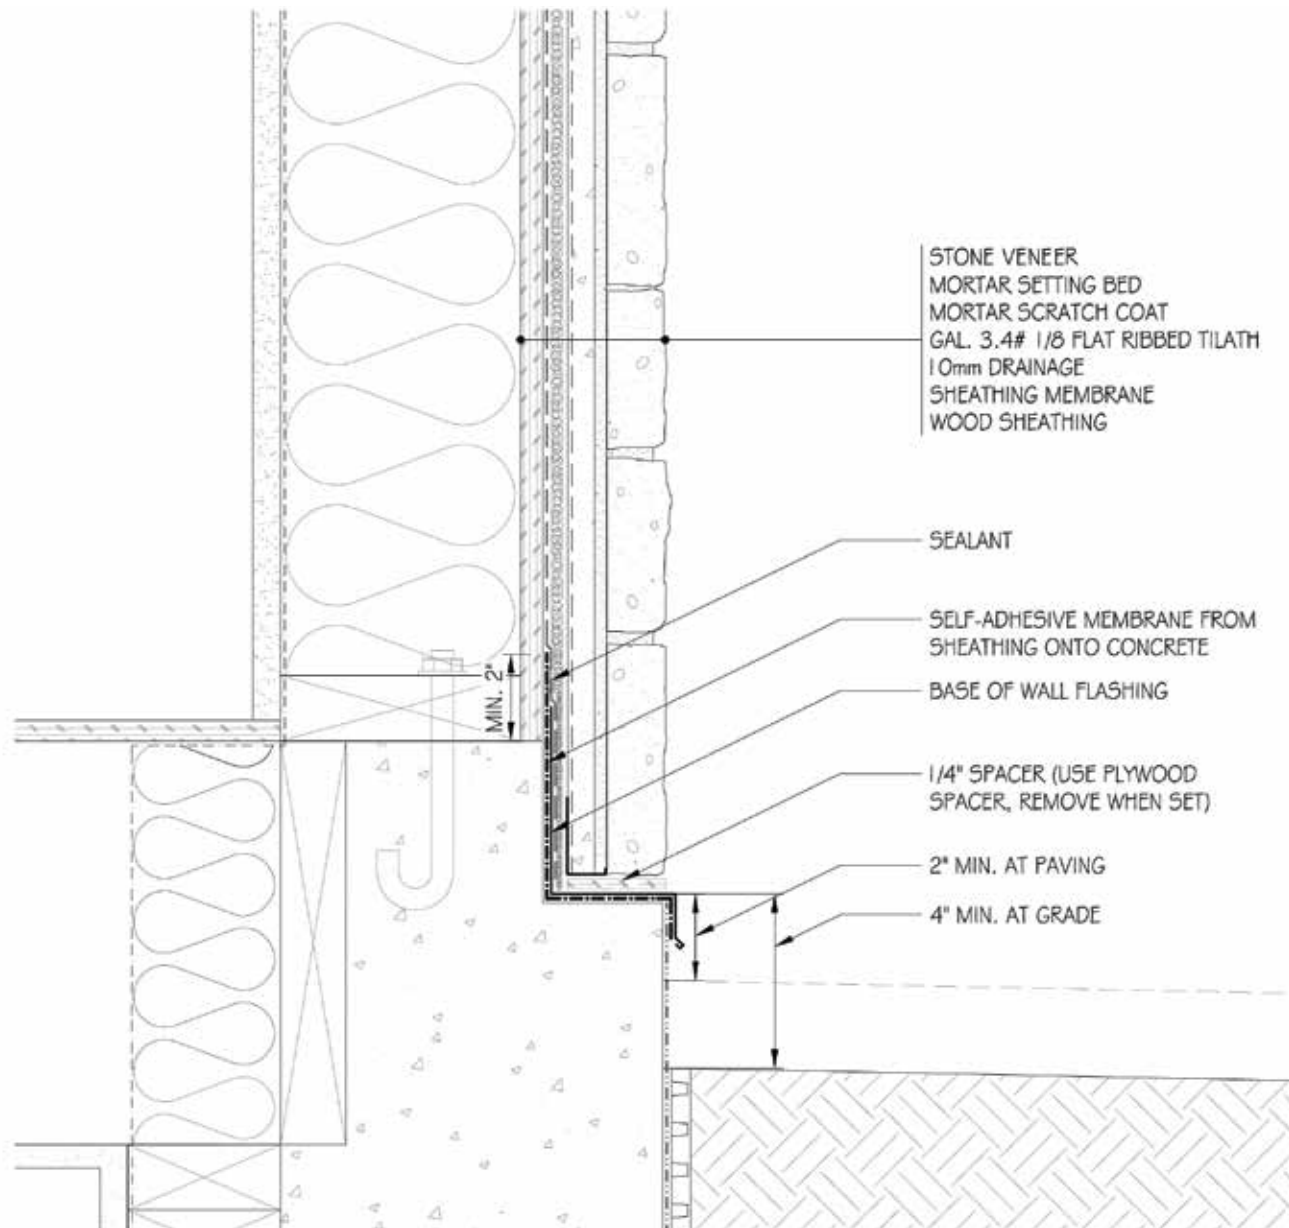 STONE VENEER
MORTAR SETTING BED
MORTAR SCRATCH COAT
GAL. 3.4# 1/8 FLAT RIBBED TILATH
10mm DRAINAGE
SHEATHING MEMBRANE
WOOD SHEATHING
SEALANT
SELF-ADHESIVE MEMBRANE FROM
SHEATHING ONTO CONCRETE
MIN. 2"
BASE OF WALL FLASHING
1/4" SPACER (USE PLYWOOD
SPACER, REMOVE WHEN SET)
2" MIN. AT PAVING
4" MIN. AT GRADE